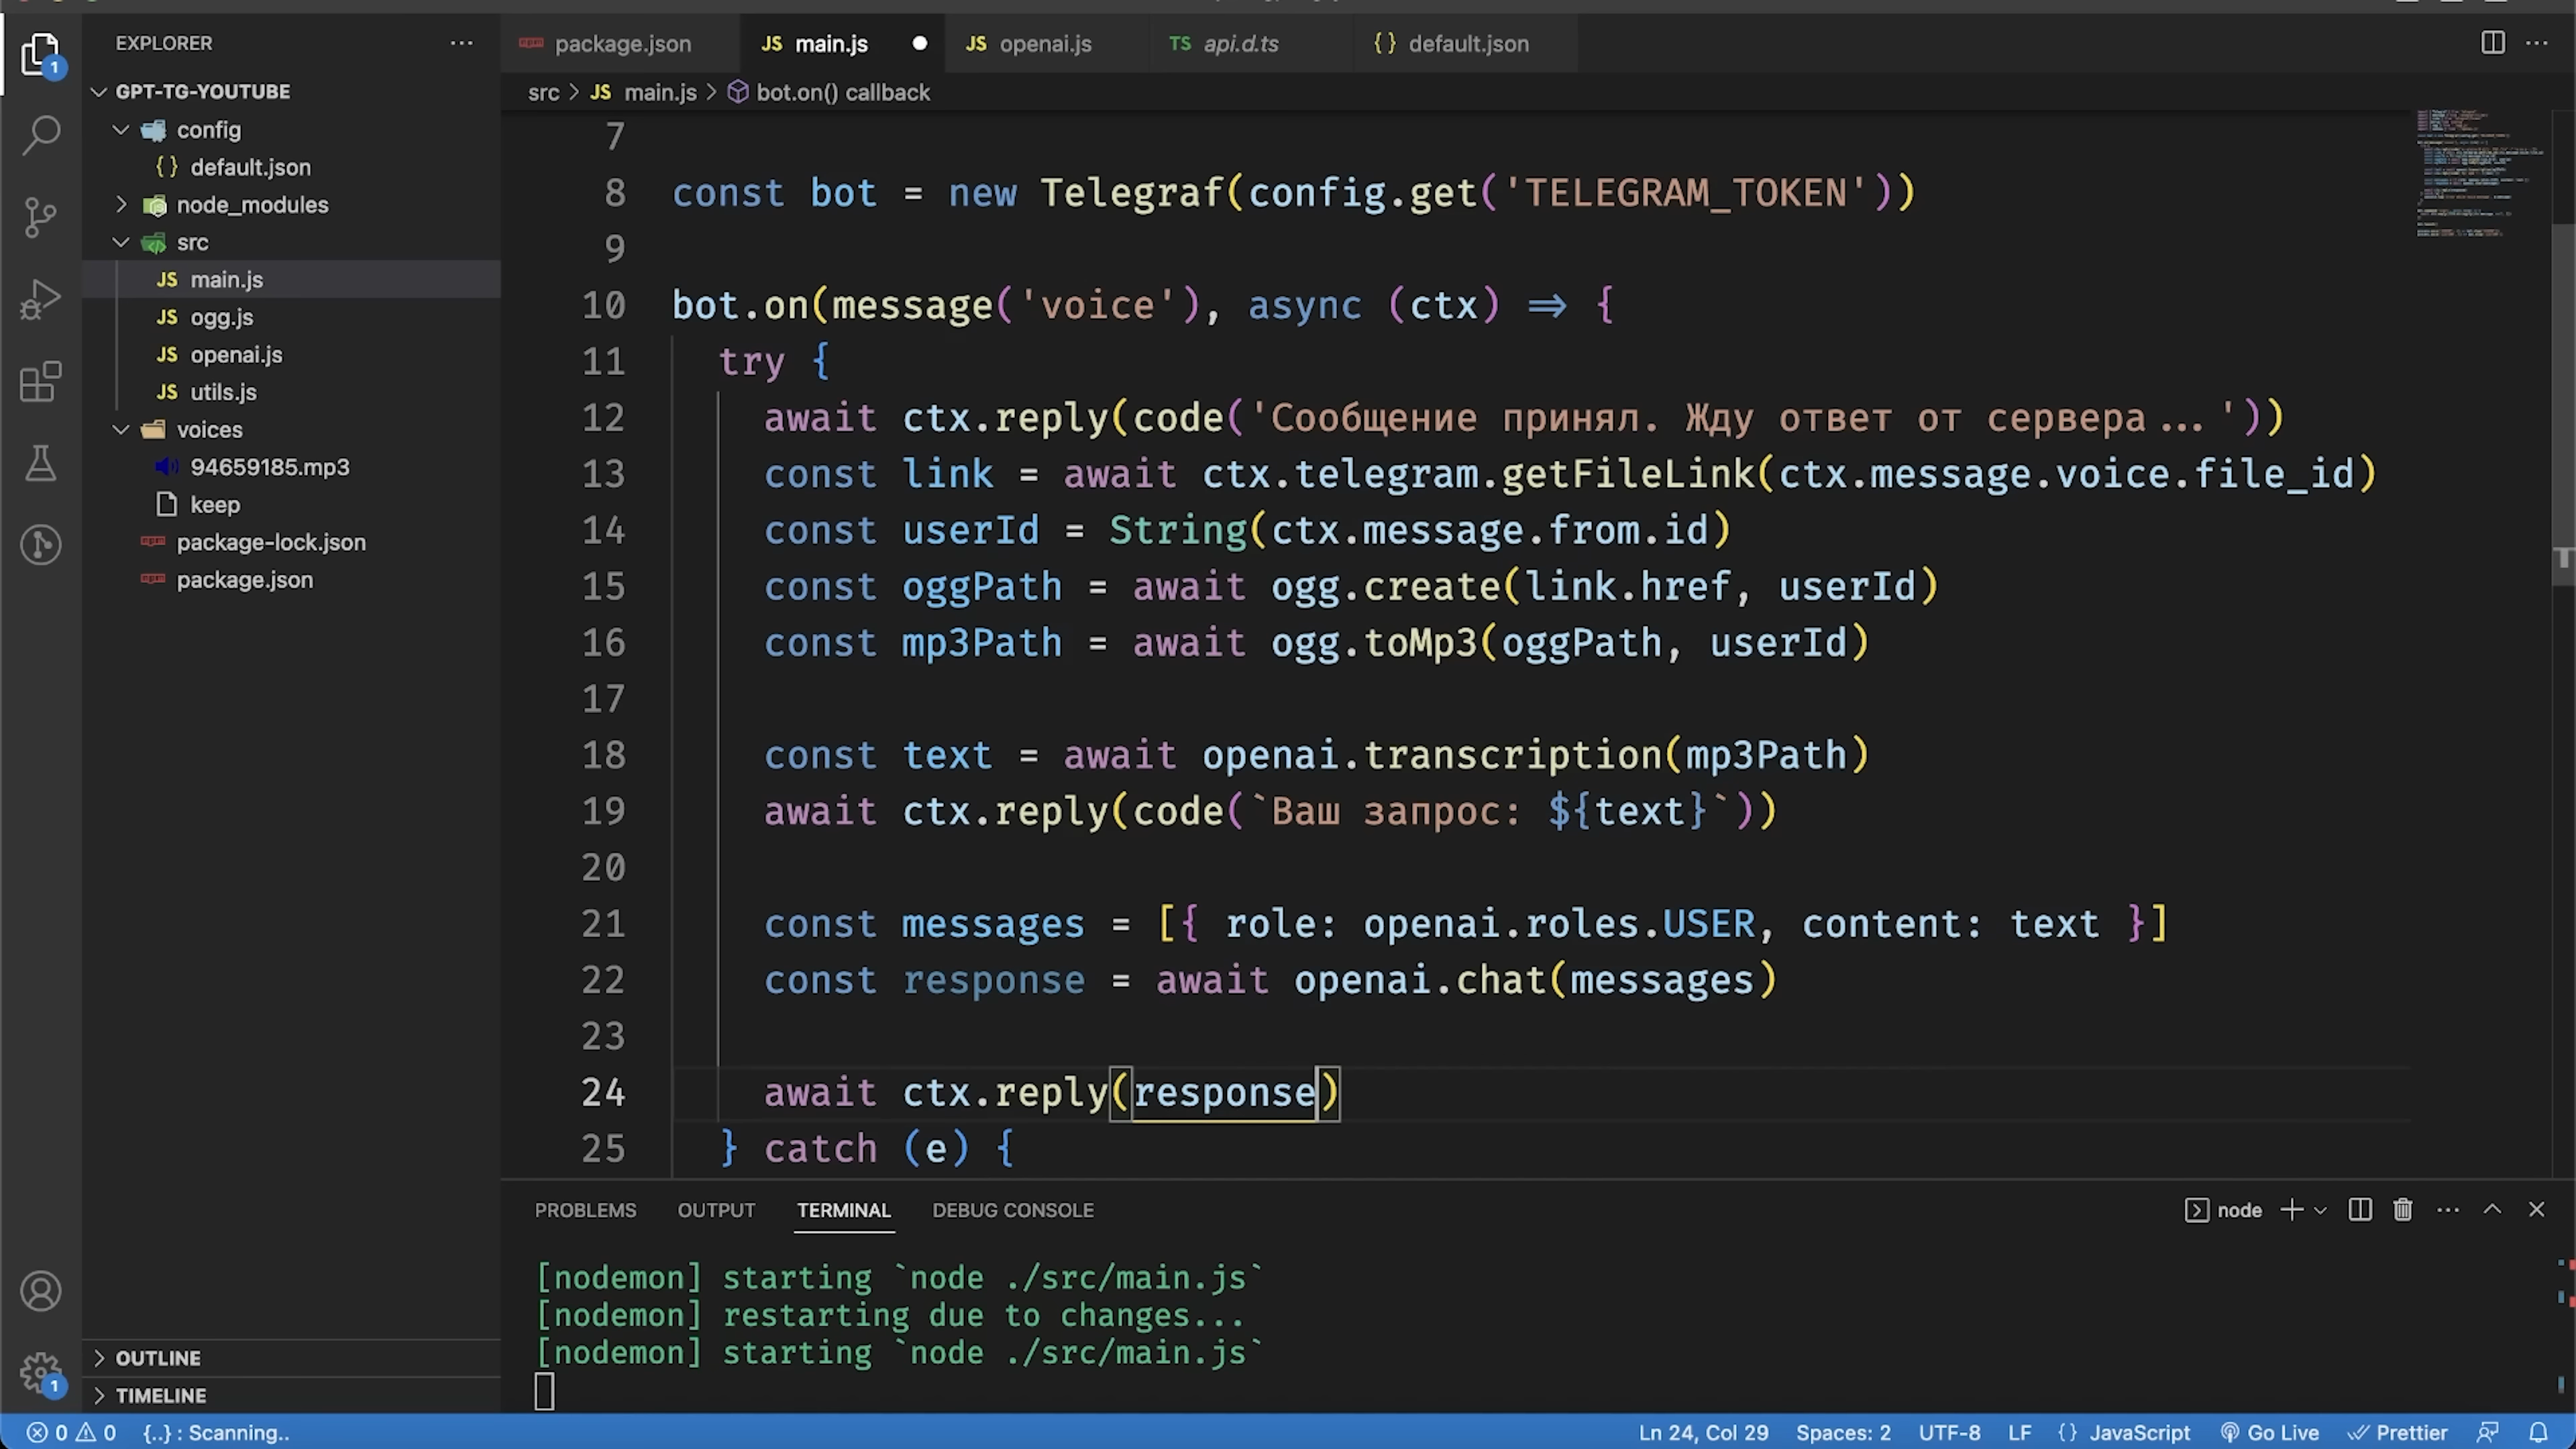 EXPLORER
package.json
JS main.js
JS openai.js
TS api.d.ts
{} default.json
GPT-TG-YOUTUBE
src > JS main.js > bot.on() callback
config
{} default.json
node_modules
src
JS main.js
JS ogg.js
JS openai.js
JS utils.js
voices
94659185.mp3
keep
package-lock.json
package.json
OUTLINE
TIMELINE
1
1
7
8 const bot = new Telegraf(config.get('TELEGRAM_TOKEN'))
9
10 bot.on(message('voice'), async (ctx) => {
11 try {
12 await ctx.reply(code('Сообщение принял. Жду ответ от сервера...'))
13 const link = await ctx.telegram.getFileLink(ctx.message.voice.file_id)
14 const userId = String(ctx.message.from.id)
15 const oggPath = await ogg.create(link.href, userId)
16 const mp3Path = await ogg.toMp3(oggPath, userId)
17
18 const text = await openai.transcription(mp3Path)
19 await ctx.reply(code(`Ваш запрос: ${text}`))
20
21 const messages = [{ role: openai.roles.USER, content: text }]
22 const response = await openai.chat(messages)
23
24 await ctx.reply(response)
25 } catch (e) {
PROBLEMS OUTPUT TERMINAL DEBUG CONSOLE
node
[nodemon] starting `node ./src/main.js`
[nodemon] restarting due to changes...
[nodemon] starting `node ./src/main.js`
0 0 {..} : Scanning.. Ln 24, Col 29 Spaces: 2 UTF-8 LF {} JavaScript Go Live Prettier